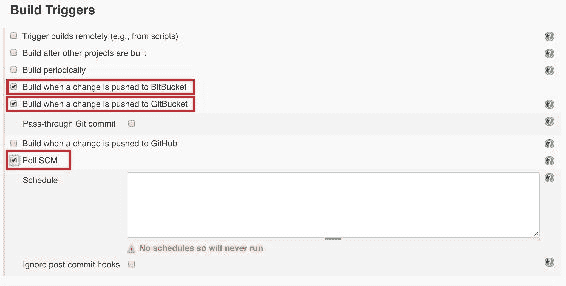 Build Triggers
Trigger builds remotely (e.g., from scripts)
Build after other projects are built
Build periodically
Build when a change is pushed to BitBucket
Build when a change is pushed to GitBucket
Pass-through Git commit
Build when a change is pushed to GitHub
Poll SCM
Schedule
No schedules so will never run
Ignore post-commit hooks